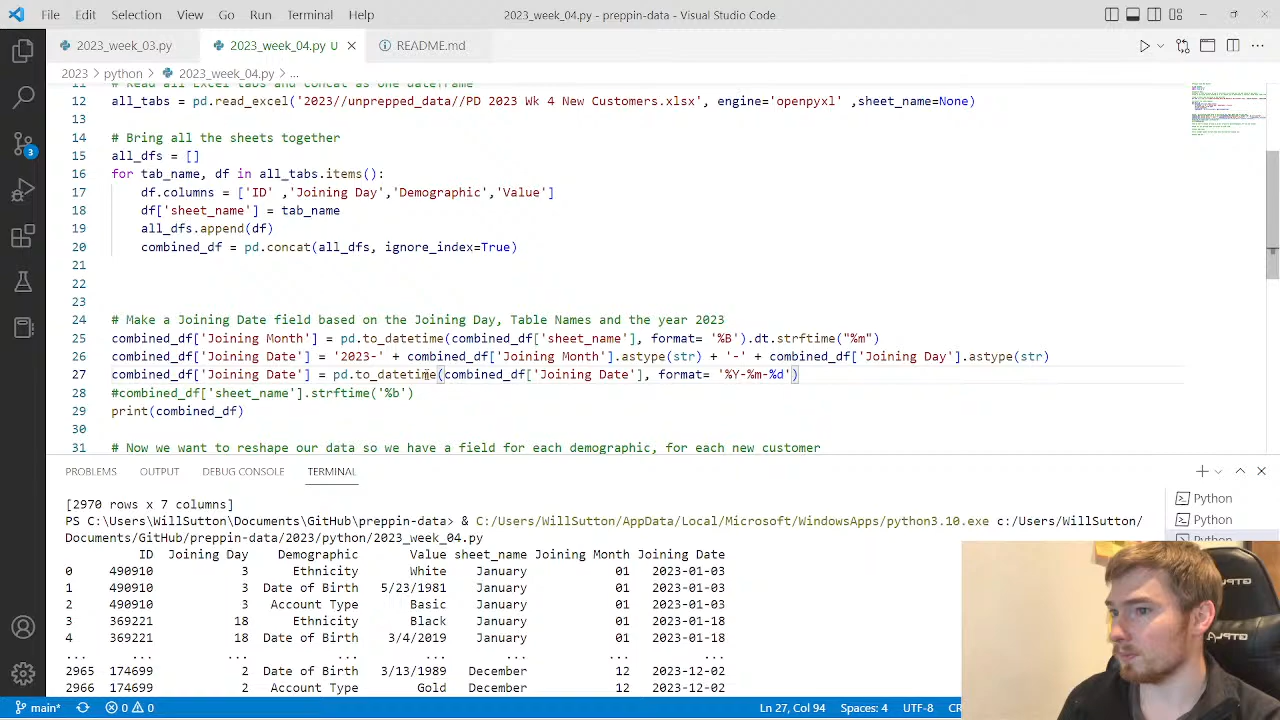 File Edit Selection View Go Run Terminal Help 2023_week_04.py - preppin-data - Visual Studio Code
2023_week_03.py 2023_week_04.py U README.md
2023 > python > 2023_week_04.py > ...
11 # Read all Excel tabs and concat as one dateframe
12 all_tabs = pd.read_excel('2023//unprepped_data//PD 2023 Wk 4 New Customers.xlsx', engine='openpyxl' ,sheet_name=None)
13
14 # Bring all the sheets together
15 all_dfs = []
16 for tab_name, df in all_tabs.items():
17 df.columns = ['ID' ,'Joining Day','Demographic','Value']
18 df['sheet_name'] = tab_name
19 all_dfs.append(df)
20 combined_df = pd.concat(all_dfs, ignore_index=True)
21
22
23
24 # Make a Joining Date field based on the Joining Day, Table Names and the year 2023
25 combined_df['Joining Month'] = pd.to_datetime(combined_df['sheet_name'], format= '%B').dt.strftime("%m")
26 combined_df['Joining Date'] = '2023-' + combined_df['Joining Month'].astype(str) + '-' + combined_df['Joining Day'].astype(str)
27 combined_df['Joining Date'] = pd.to_datetime(combined_df['Joining Date'], format= '%Y-%m-%d')
28 #combined_df['sheet_name'].strftime('%b')
29 print(combined_df)
30
31 # Now we want to reshape our data so we have a field for each demographic, for each new customer
PROBLEMS OUTPUT DEBUG CONSOLE TERMINAL
[2970 rows x 7 columns]
PS C:\Users\WillSutton\Documents\GitHub\preppin-data> & C:/Users/WillSutton/AppData/Local/Microsoft/WindowsApps/python3.10.exe c:/Users/WillSutton/
Documents/GitHub/preppin-data/2023/python/2023_week_04.py
ID Joining Day Demographic Value sheet_name Joining Month Joining Date
0 490910 3 Ethnicity White January 01 2023-01-03
1 490910 3 Date of Birth 5/23/1981 January 01 2023-01-03
2 490910 3 Account Type Basic January 01 2023-01-03
3 369221 18 Ethnicity Black January 01 2023-01-18
4 369221 18 Date of Birth 3/4/2019 January 01 2023-01-18
... ... ... ... ... ... ... ...
2965 174699 2 Date of Birth 3/13/1989 December 12 2023-12-02
2966 174699 2 Account Type Gold December 12 2023-12-02
Python
Python
Python
3
GTPLAYER
main* 0 0 Ln 27, Col 94 Spaces: 4 UTF-8